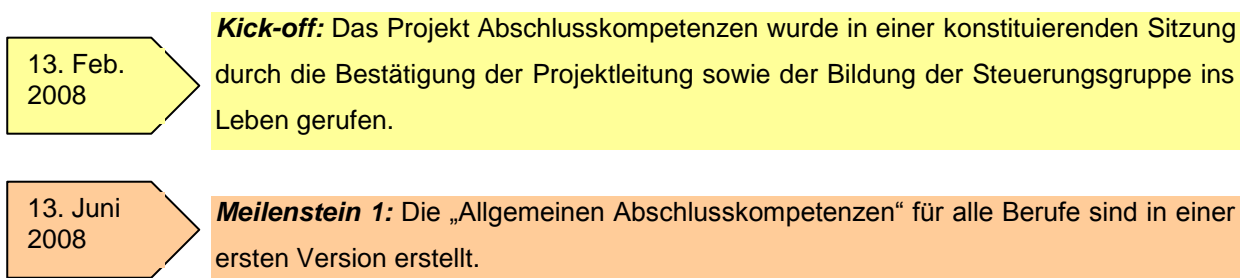 13. Feb.
2008
Kick-off: Das Projekt Abschlusskompetenzen wurde in einer konstituierenden Sitzung
durch die Bestätigung der Projektleitung sowie der Bildung der Steuerungsgruppe ins
Leben gerufen.
13. Juni
2008
Meilenstein 1: Die „Allgemeinen Abschlusskompetenzen“ für alle Berufe sind in einer
ersten Version erstellt.